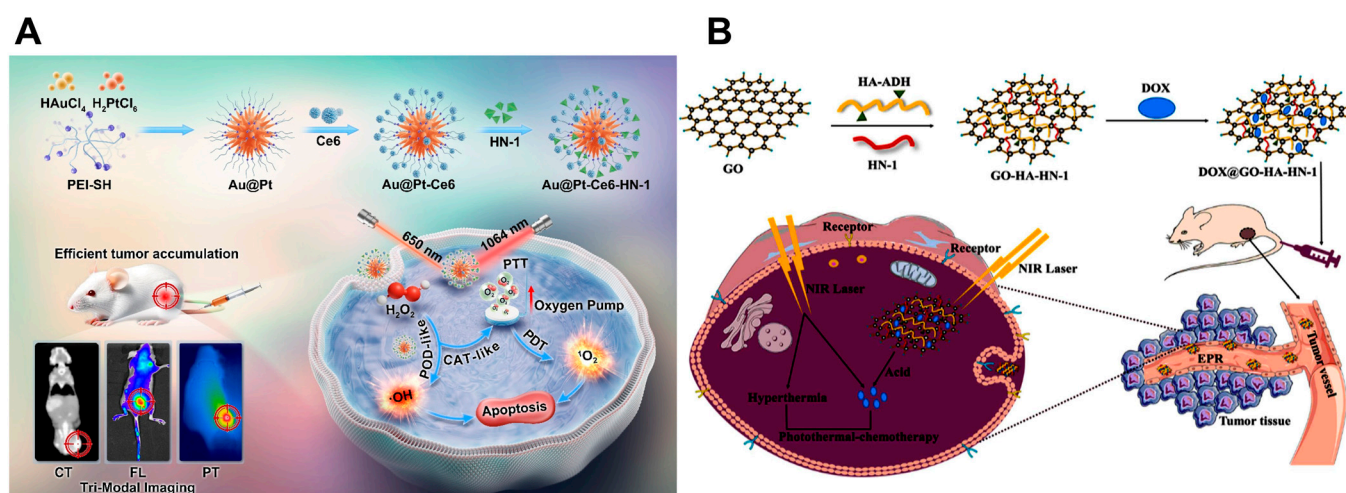 A
HAuCl4 H2PtCl6
PEI-SH
Au@Pt
Ce6
Au@Pt-Ce6
HN-1
Au@Pt-Ce6-HN-1
Efficient tumor accumulation
CT
FL
PT
Tri-Modal Imaging
650 nm
1064 nm
H2O2
PTT
O2
Oxygen Pump
POD-like
CAT-like
PDT
1O2
·OH
Apoptosis
B
GO
HA-ADH
HN-1
GO-HA-HN-1
DOX
DOX@GO-HA-HN-1
Receptor
Receptor
NIR Laser
NIR Laser
Acid
Hyperthermia
Photothermal-chemotherapy
EPR
Tumor vessel
Tumor tissue